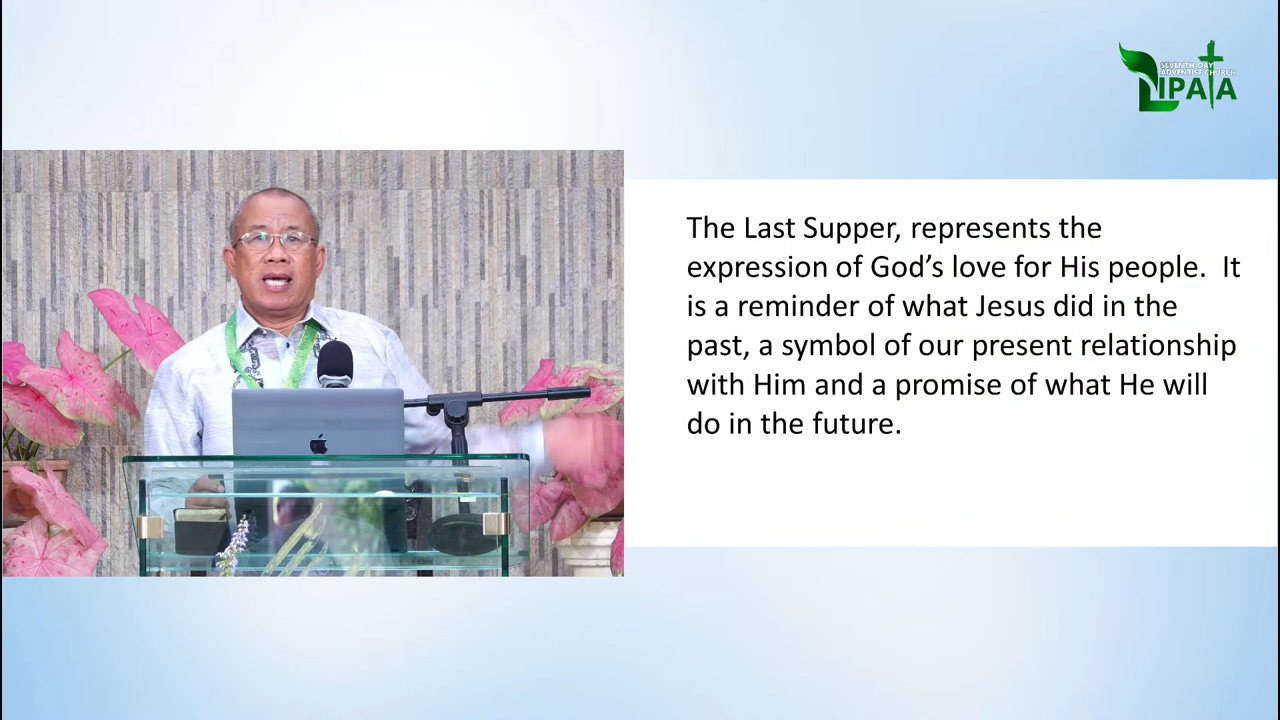 SEVENTH-DAY
ADVENTIST CHURCH
LIPATA
The Last Supper, represents the
expression of God’s love for His people.  It
is a reminder of what Jesus did in the
past, a symbol of our present relationship
with Him and a promise of what He will
do in the future.